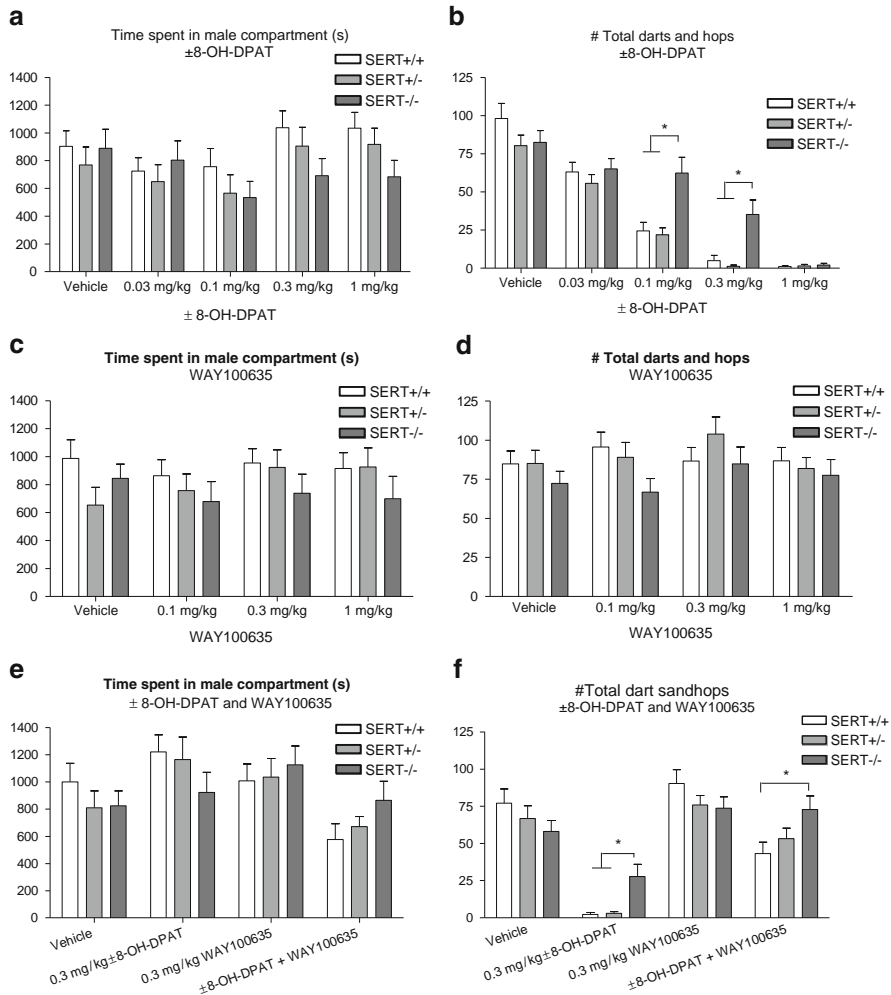 a
Time spent in male compartment (s)
±8-OH-DPAT
SERT+/+
SERT+/-
SERT-/-
1400
1200
1000
800
600
400
200
0
Vehicle 0.03 mg/kg 0.1 mg/kg 0.3 mg/kg 1 mg/kg
± 8-OH-DPAT
b
# Total darts and hops
±8-OH-DPAT
SERT+/+
SERT+/-
SERT-/-
125
100
75
50
25
0
*
*
Vehicle 0.03 mg/kg 0.1 mg/kg 0.3 mg/kg 1 mg/kg
± 8-OH-DPAT
c
Time spent in male compartment (s)
WAY100635
SERT+/+
SERT+/-
SERT-/-
1400
1200
1000
800
600
400
200
0
Vehicle 0.1 mg/kg 0.3 mg/kg 1 mg/kg
WAY100635
d
# Total darts and hops
WAY100635
SERT+/+
SERT+/-
SERT-/-
125
100
75
50
25
0
Vehicle 0.1 mg/kg 0.3 mg/kg 1 mg/kg
WAY100635
e
Time spent in male compartment (s)
± 8-OH-DPAT and WAY100635
SERT+/+
SERT+/-
SERT-/-
1400
1200
1000
800
600
400
200
0
Vehicle
0.3 mg/kg±8-OH-DPAT
0.3 mg/kg WAY100635
±8-OH-DPAT + WAY100635
f
#Total dart sandhops
±8-OH-DPAT and WAY100635
SERT+/+
SERT+/-
SERT-/-
100
75
50
25
0
*
*
Vehicle
0.3 mg/kg±8-OH-DPAT
0.3 mg/kg WAY100635
±8-OH-DPAT + WAY100635